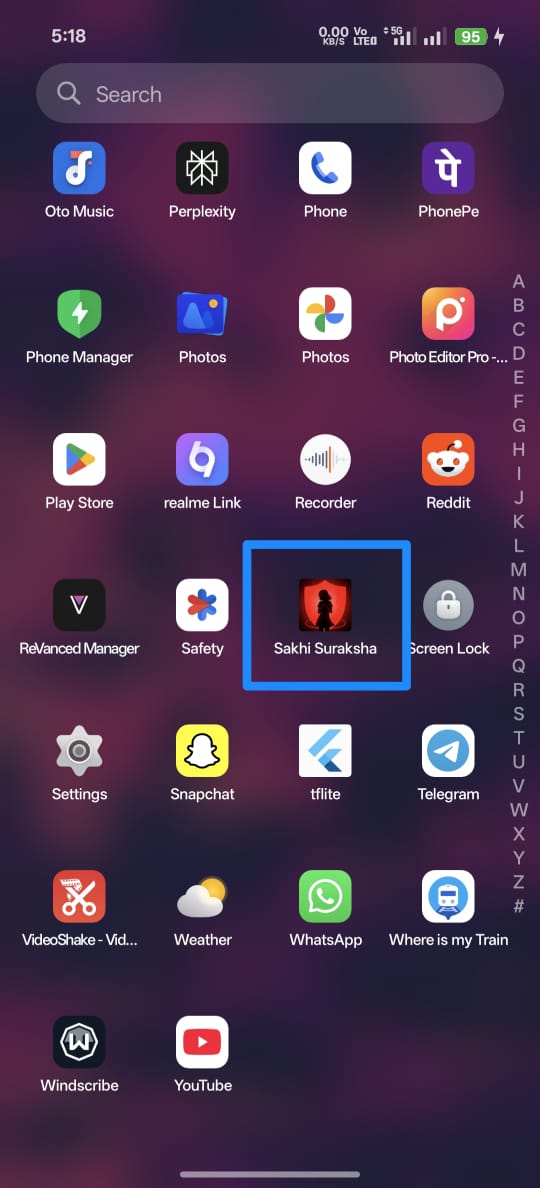 5:18
0.00 KB/S Vo LTE 5G 95
Search
Oto Music
Perplexity
Phone
PhonePe
पे
Phone Manager
Photos
Photos
Photo Editor Pro -...
Play Store
realme Link
Recorder
Reddit
ReVanced Manager
Safety
Sakhi Suraksha
Screen Lock
Settings
Snapchat
tflite
Telegram
VideoShake - Vid...
Weather
WhatsApp
Where is my Train
Windscribe
YouTube
A
B
C
D
E
F
G
H
I
J
K
L
M
N
O
P
Q
R
S
T
U
V
W
X
Y
Z
#